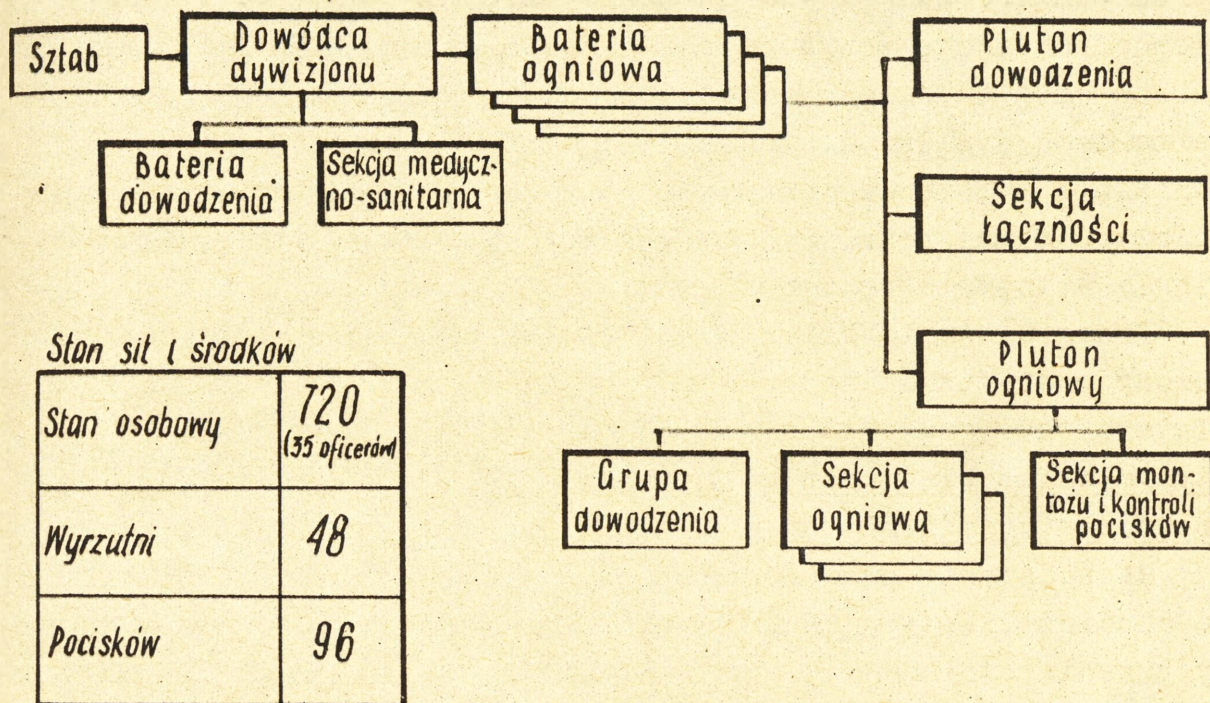 Sztab
Dowódca
dywizjonu
Bateria
ogniowa
Pluton
dowodzenia
Bateria
dowodzenia
Sekcja medycz-
no-sanitarna
Sekcja
łączności
Pluton
ogniowy
Grupa
dowodzenia
Sekcja
ogniowa
Sekcja mon-
tażu i kontroli
pocisków
Stan sił i środków
Stan osobowy
720
(35 oficerów)
Wyrzutni
48
Pocisków
96